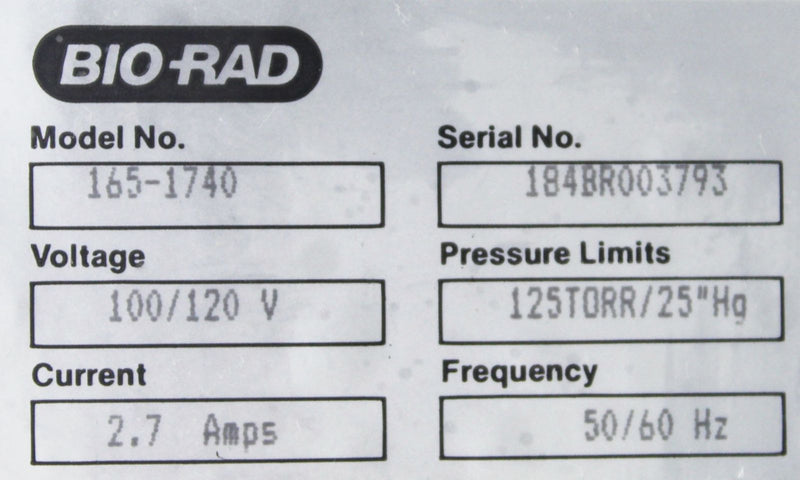 BIO-RAD
Model No.
165-1740
Serial No.
184BR003793
Voltage
100/120 V
Pressure Limits
125TORR/25"Hg
Current
2.7 Amps
Frequency
50/60 Hz